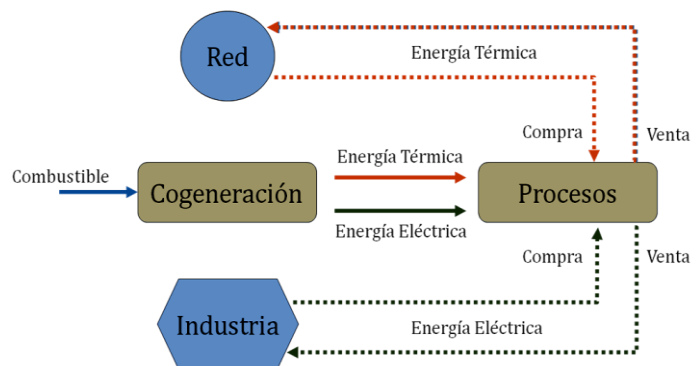 Red
Energía Térmica
Compra
Venta
Combustible
Cogeneración
Energía Térmica
Energía Eléctrica
Procesos
Compra
Venta
Industria
Energía Eléctrica